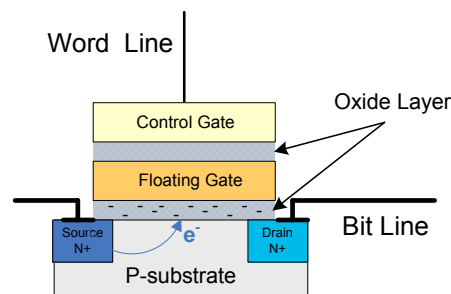 Word Line
Oxide Layer
Control Gate
Floating Gate
Source
N+
e-
Drain
N+
Bit Line
P-substrate